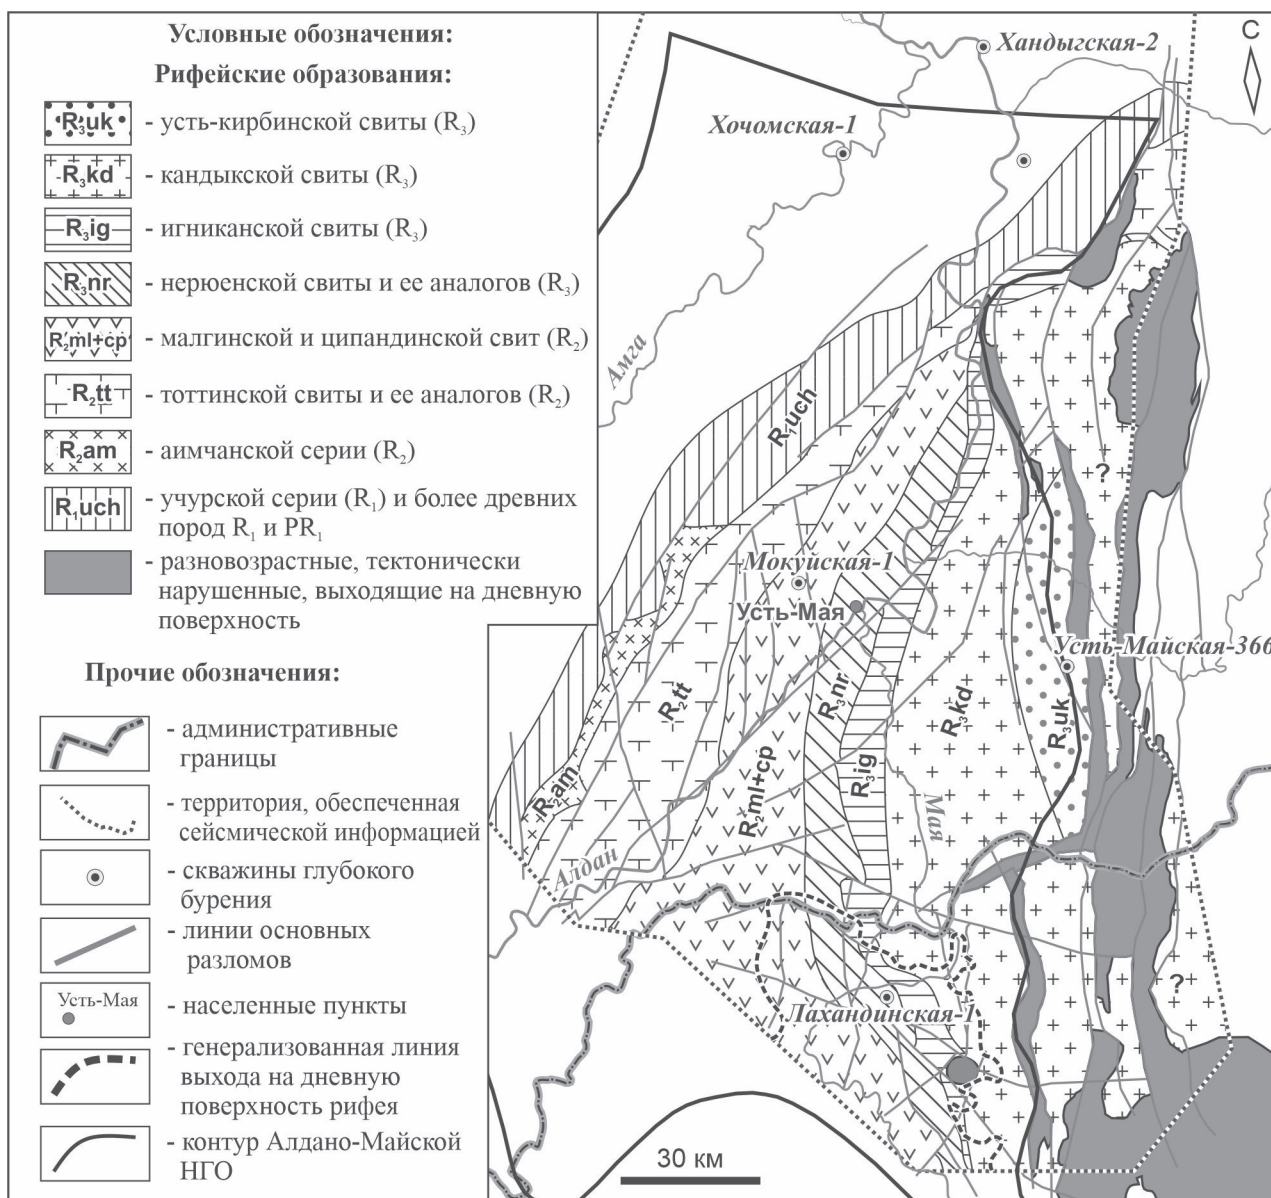 Условные обозначения:
Рифейские образования:
R₃uk - усть-кирбинской свиты (R₃)
R₃kd - кандыкской свиты (R₃)
R₃ig - игниканской свиты (R₃)
R₃nr - нерюенской свиты и ее аналогов (R₃)
R₂ml+cp - малгинской и ципандинской свит (R₂)
R₂tt - тоттинской свиты и ее аналогов (R₂)
R₂am - аимчанской серии (R₂)
R₁uch - учурской серии (R₁) и более древних
пород R₁ и PR₁
- разновозрастные, тектонически
нарушенные, выходящие на дневную
поверхность
Прочие обозначения:
- административные
границы
- территория, обеспеченная
сейсмической информацией
- скважины глубокого
бурения
- линии основных
разломов
Усть-Мая - населенные пункты
- генерализованная линия
выхода на дневную
поверхность рифея
- контур Алдано-Майской
НГО
С
Хандыгская-2
Хочомская-1
Амга
R₁uch
?
Мокуйская-1
Усть-Мая
Усть-Майская-366
R₂tt
R₃nr
R₃kd
R₃uk
R₂am
R₂ml+cp
R₃ig
Мая
Алдан
?
Лахандинская-1
30 км